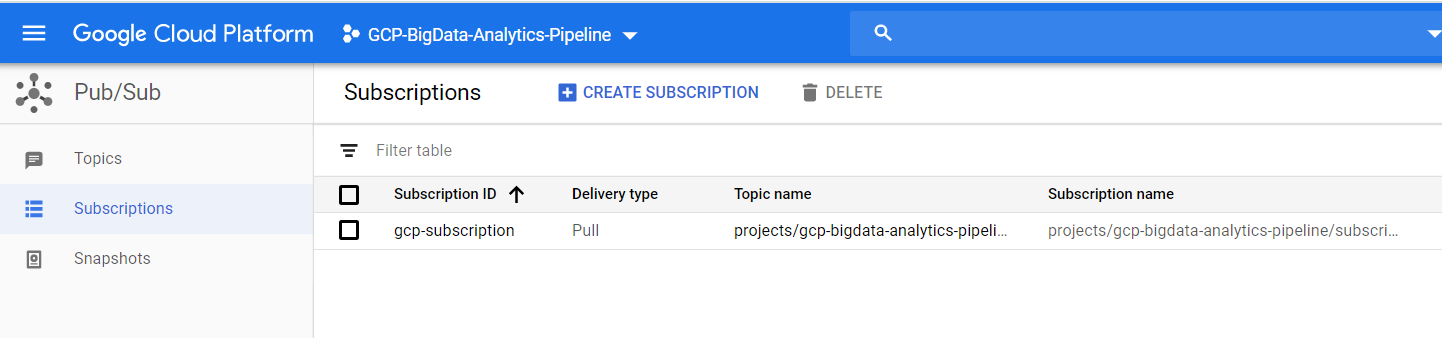 Google Cloud Platform GCP-BigData-Analytics-Pipeline
Pub/Sub
Subscriptions CREATE SUBSCRIPTION DELETE
Topics
Subscriptions
Snapshots
Filter table
Subscription ID Delivery type Topic name Subscription name
gcp-subscription Pull projects/gcp-bigdata-analytics-pipeli... projects/gcp-bigdata-analytics-pipeline/subscri...